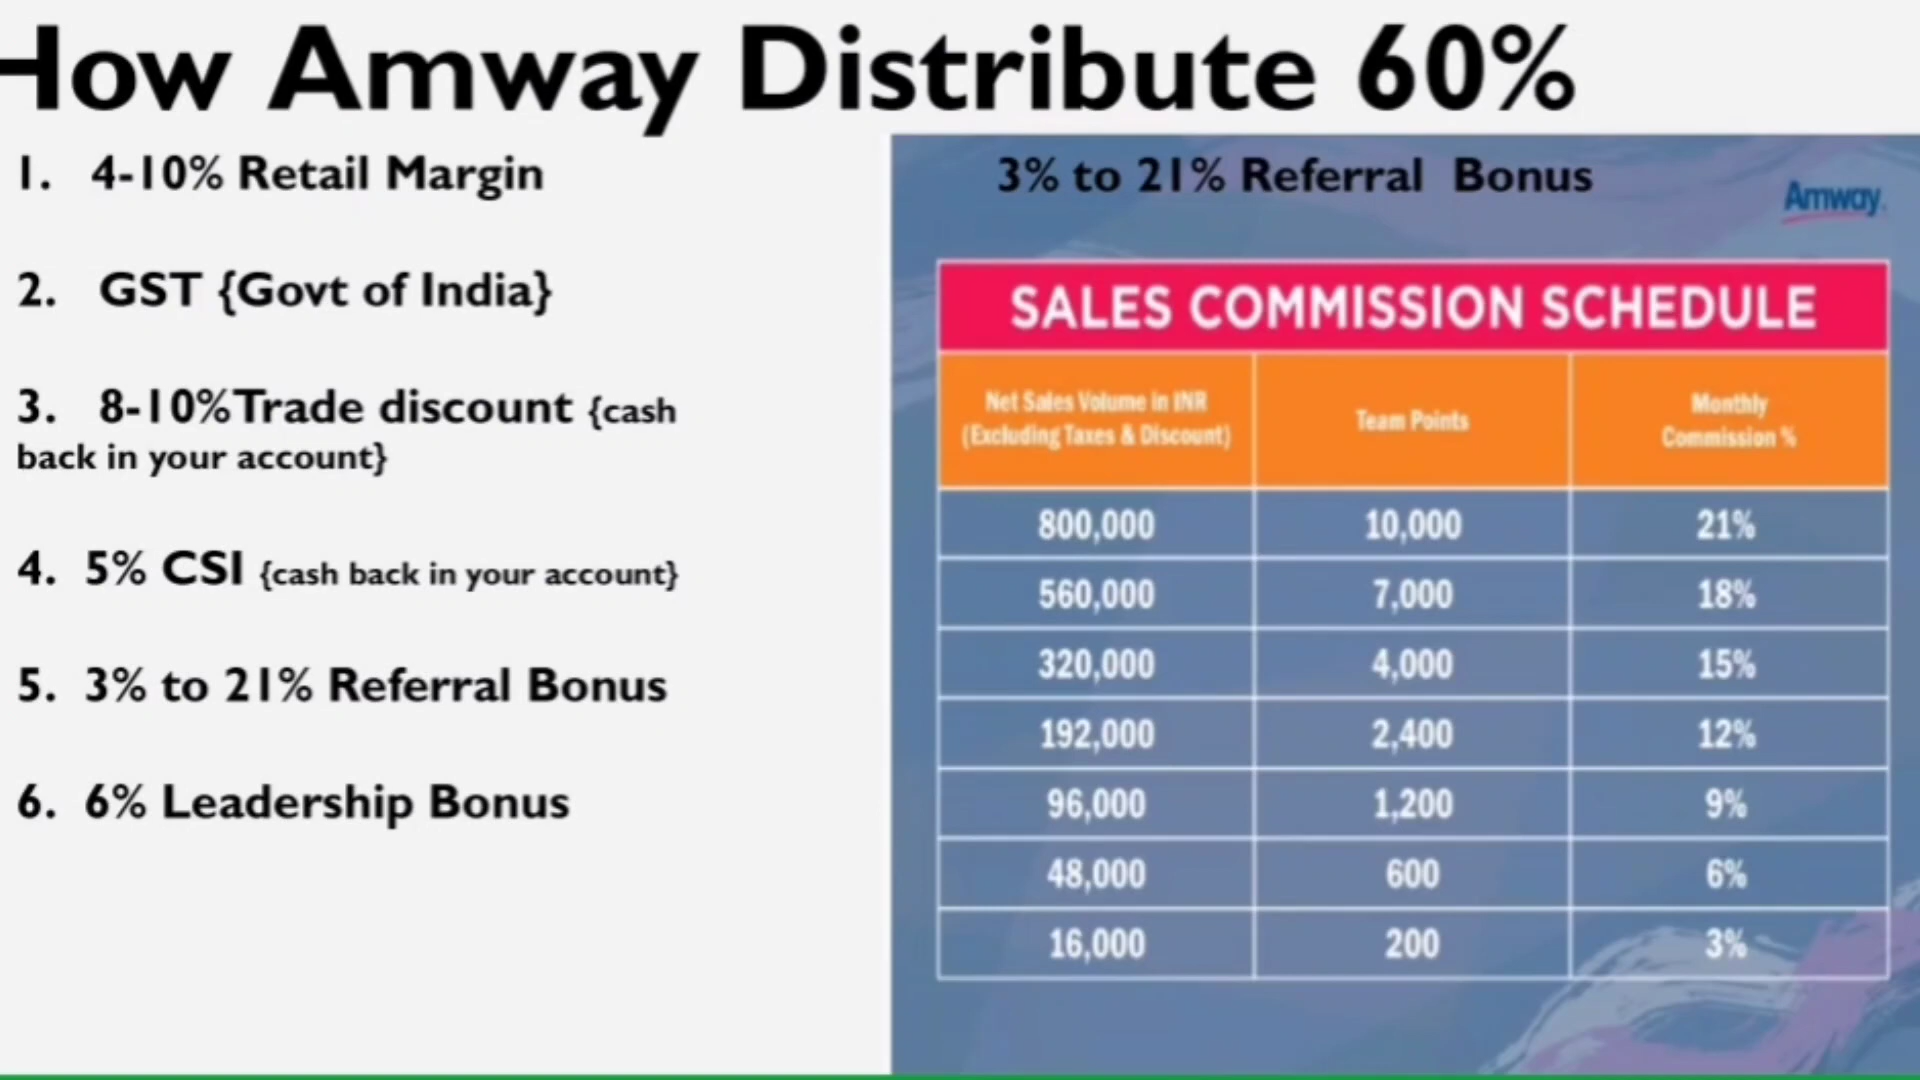 How Amway Distribute 60%
1. 4-10% Retail Margin
2. GST {Govt of India}
3. 8-10%Trade discount {cash
back in your account}
4. 5% CSI {cash back in your account}
5. 3% to 21% Referral Bonus
6. 6% Leadership Bonus
3% to 21% Referral Bonus
Amway
SALES COMMISSION SCHEDULE
Net Sales Volume in INR
(Excluding Taxes & Discount)
Team Points
Monthly
Commission %
800,000 10,000 21%
560,000 7,000 18%
320,000 4,000 15%
192,000 2,400 12%
96,000 1,200 9%
48,000 600 6%
16,000 200 3%